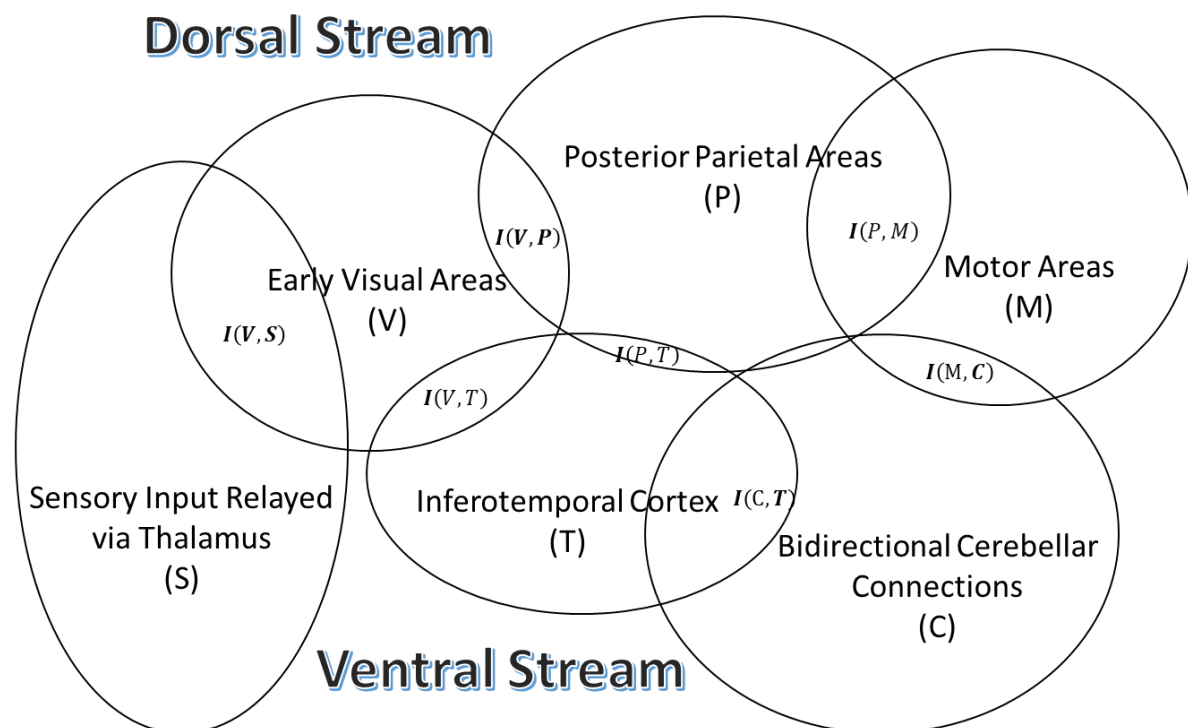 Dorsal Stream
Posterior Parietal Areas
(P)
I(V, P)
I(P, M)
Motor Areas
(M)
Early Visual Areas
(V)
I(V, S)
I(P, T)
I(M, C)
I(V, T)
Sensory Input Relayed
via Thalamus
(S)
Inferotemporal Cortex
(T)
I(C, T)
Bidirectional Cerebellar
Connections
(C)
Ventral Stream